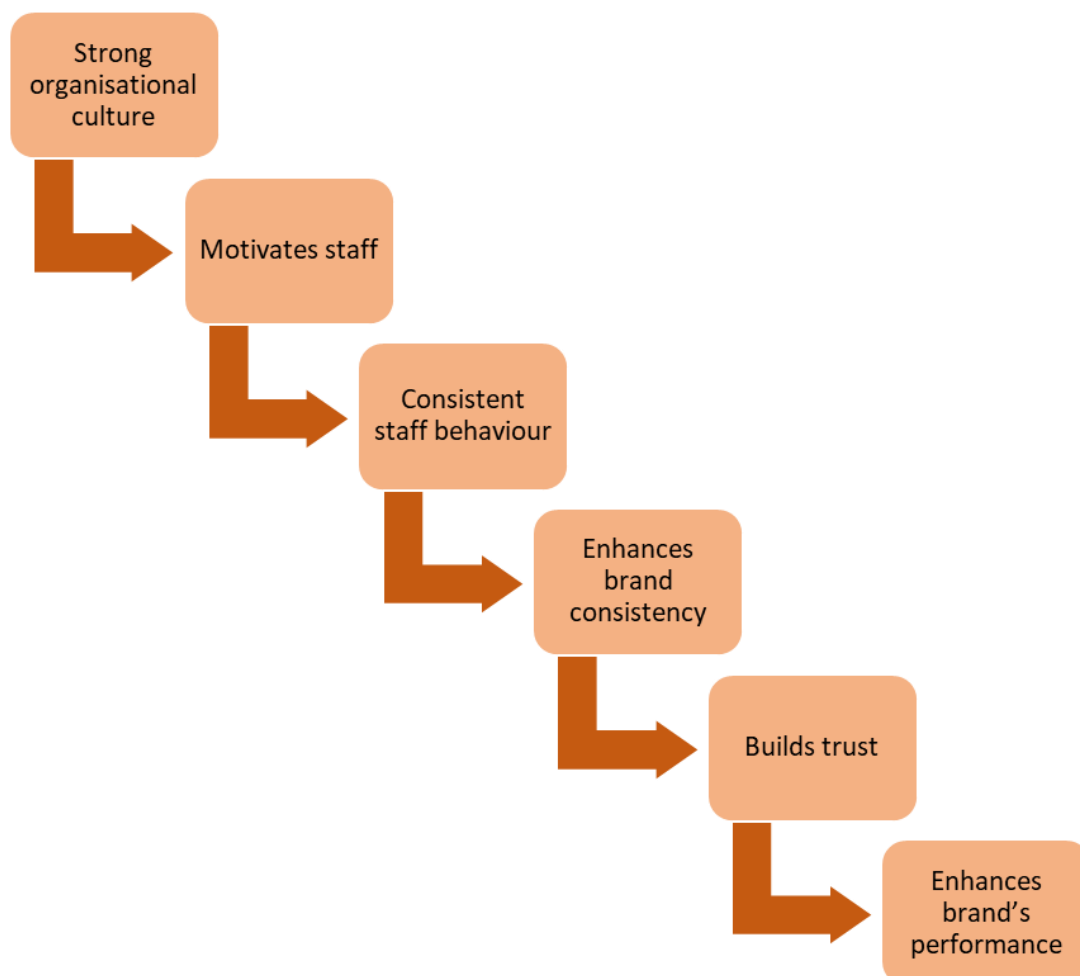 Strong
organisational
culture
Motivates staff
Consistent
staff behaviour
Enhances
brand
consistency
Builds trust
Enhances
brand’s
performance